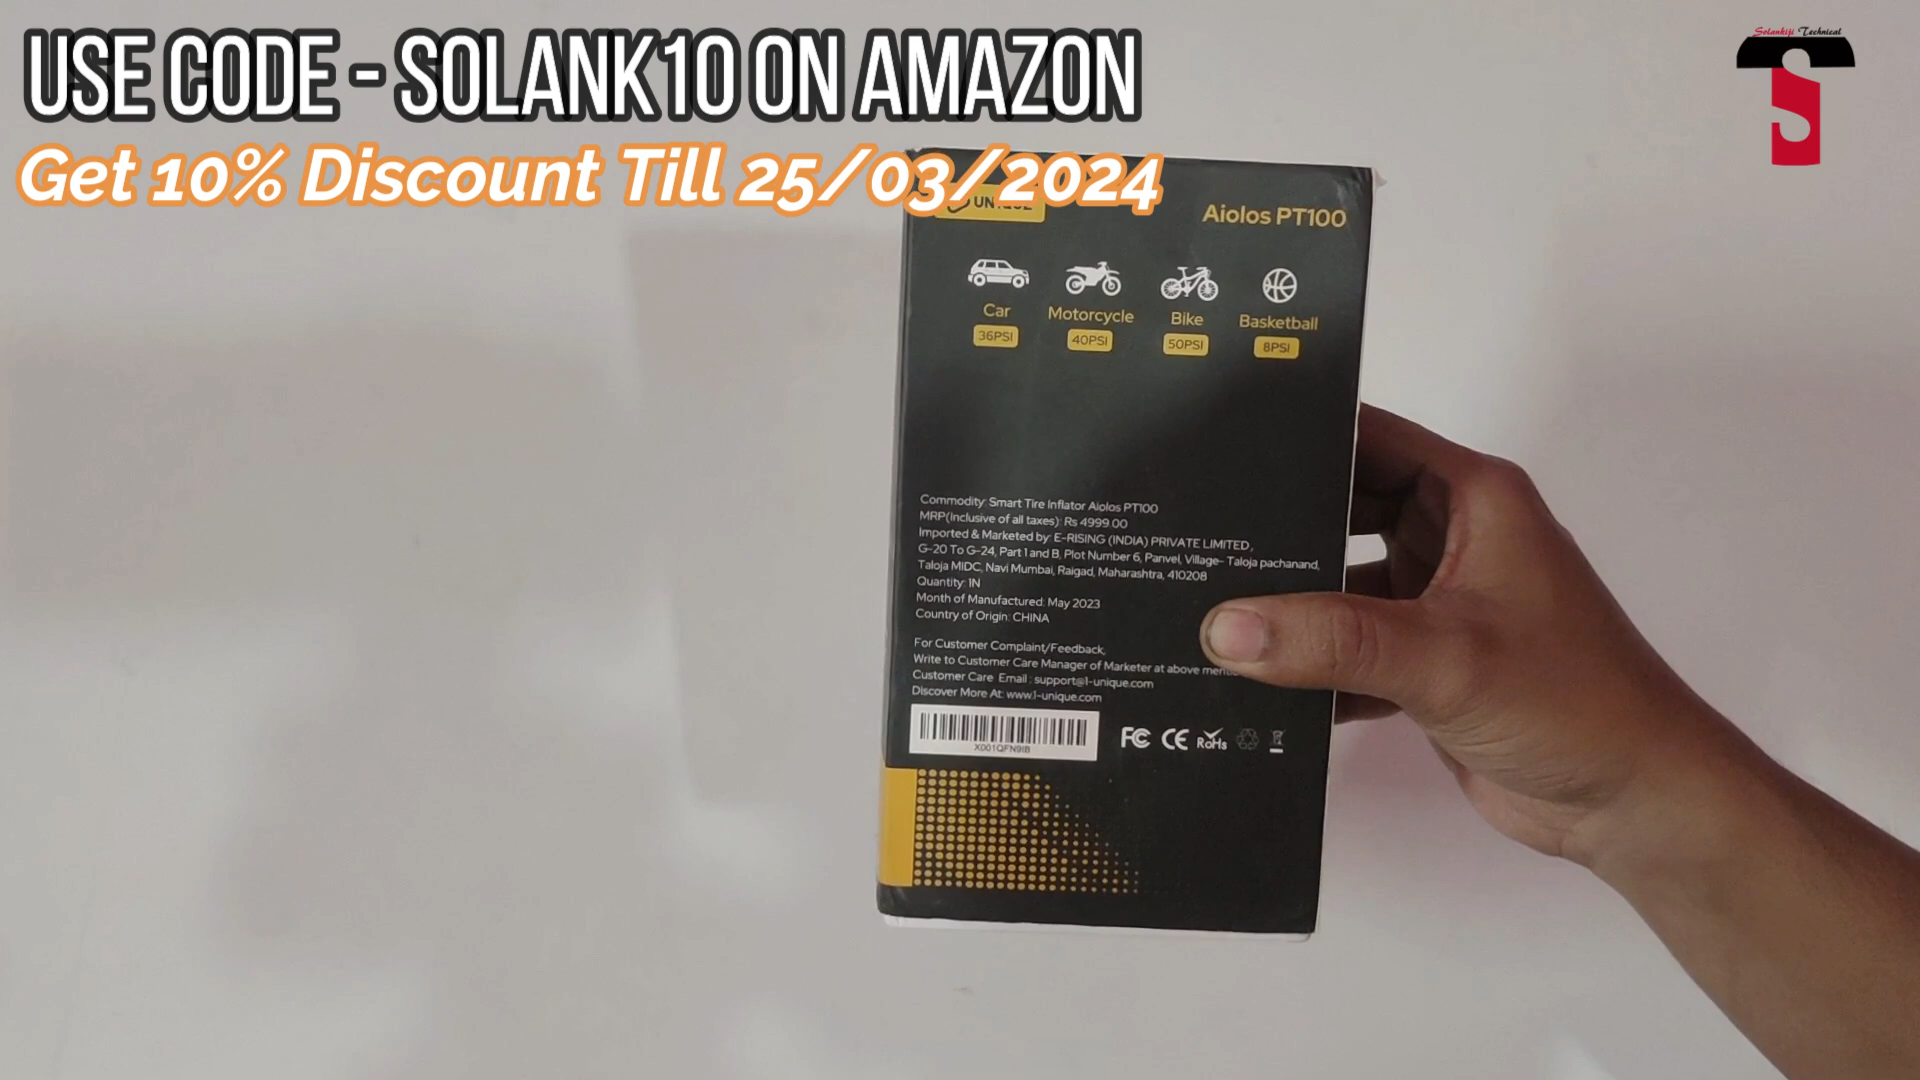 USE CODE - SOLANK10 ON AMAZON
Get 10% Discount Till 25/03/2024
Solankiji Technical
UNIQUE
Aiolos PT100
Car Motorcycle Bike Basketball
36PSI 40PSI 50PSI 8PSI
Commodity: Smart Tire Inflator Aiolos PT100
MRP(Inclusive of all taxes): Rs 4999.00
Imported & Marketed by: E-RISING (INDIA) PRIVATE LIMITED,
G-20 To G-24, Part 1 and B, Plot Number 6, Panvel, Village- Taloja pachanand,
Taloja MIDC, Navi Mumbai, Raigad, Maharashtra, 410208
Quantity: 1N
Month of Manufactured: May 2023
Country of Origin: CHINA
For Customer Complaint/Feedback,
Write to Customer Care Manager of Marketer at above
Customer Care Email : support@1-unique.com
Discover More At: www.1-unique.com
X001QFN9IB
FC CE RoHS